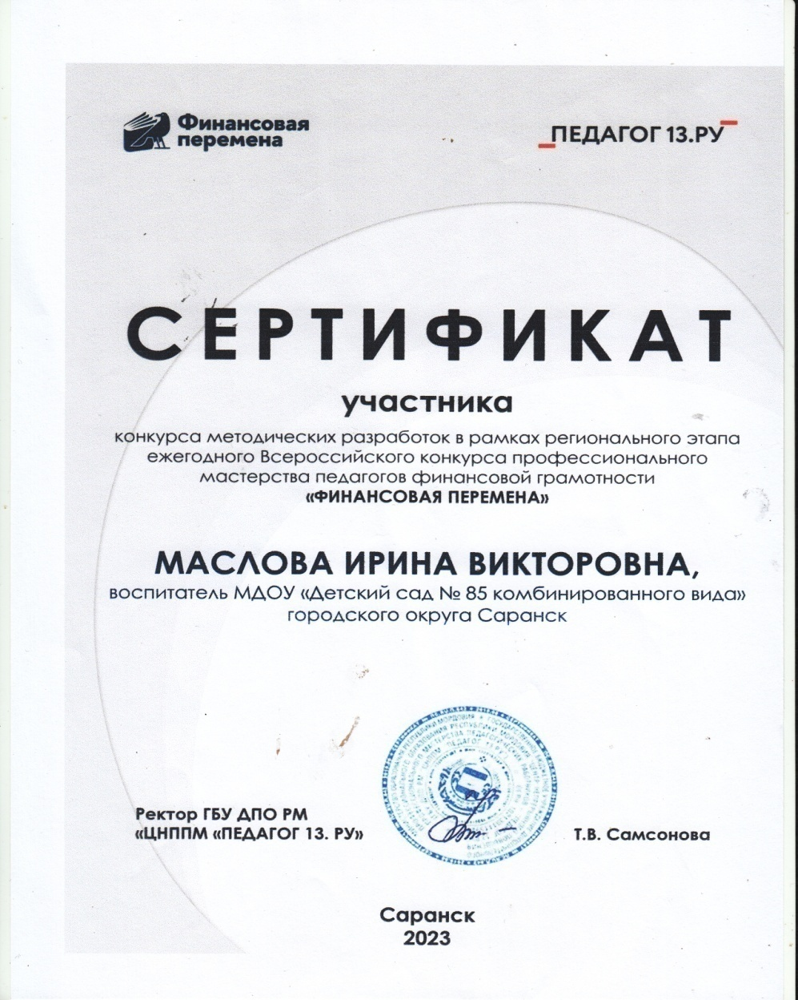 Финансовая
перемена
ПЕДАГОГ 13.РУ
СЕРТИФИКАТ
участника
конкурса методических разработок в рамках регионального этапа
ежегодного Всероссийского конкурса профессионального
мастерства педагогов финансовой грамотности
«ФИНАНСОВАЯ ПЕРЕМЕНА»
МАСЛОВА ИРИНА ВИКТОРОВНА,
воспитатель МДОУ «Детский сад № 85 комбинированного вида»
городского округа Саранск
Ректор ГБУ ДПО РМ
«ЦНППМ «ПЕДАГОГ 13. РУ»
Т.В. Самсонова
Саранск
2023